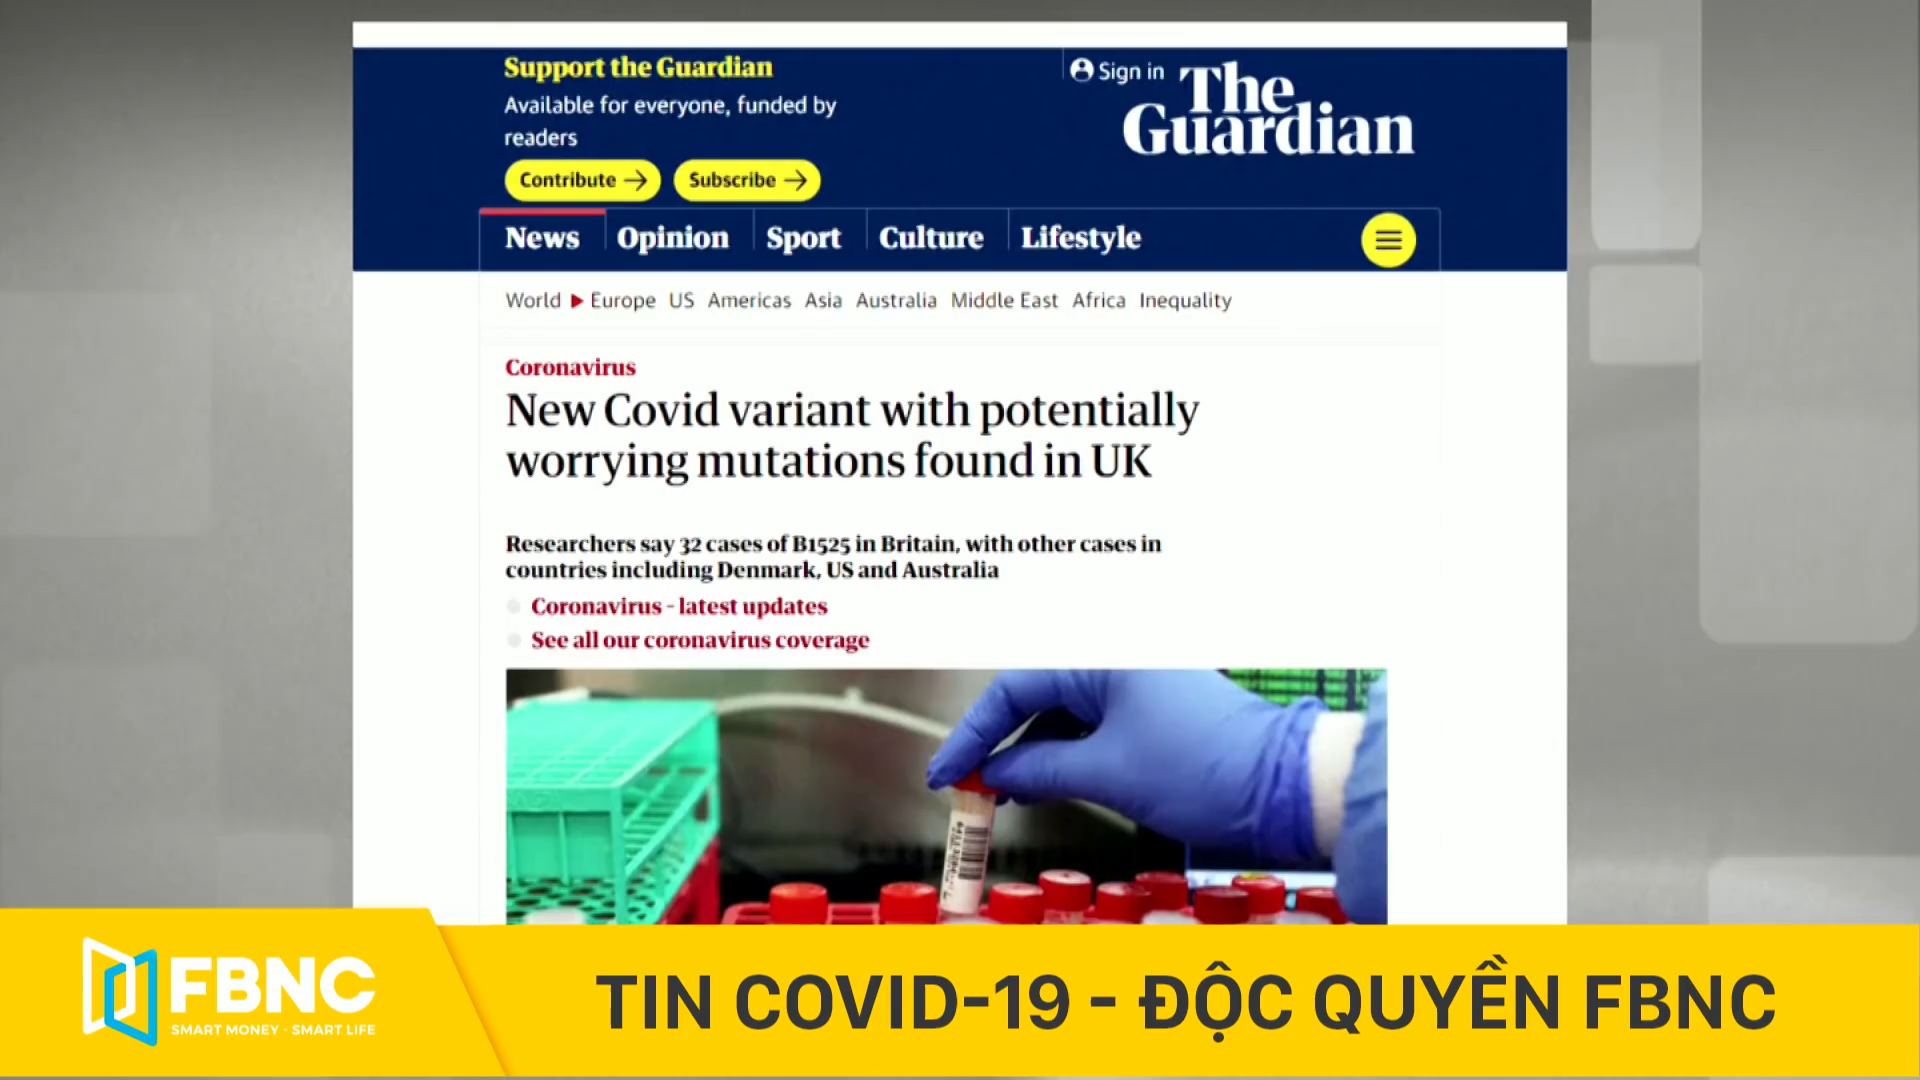 Support the Guardian
Available for everyone, funded by
readers
Contribute →
Subscribe →
Sign in
The
Guardian
News
Opinion
Sport
Culture
Lifestyle
World ▶ Europe US Americas Asia Australia Middle East Africa Inequality
Coronavirus
New Covid variant with potentially
worrying mutations found in UK
Researchers say 32 cases of B1525 in Britain, with other cases in
countries including Denmark, US and Australia
Coronavirus - latest updates
See all our coronavirus coverage
FBNC
SMART MONEY - SMART LIFE
TIN COVID-19 - ĐỘC QUYỀN FBNC